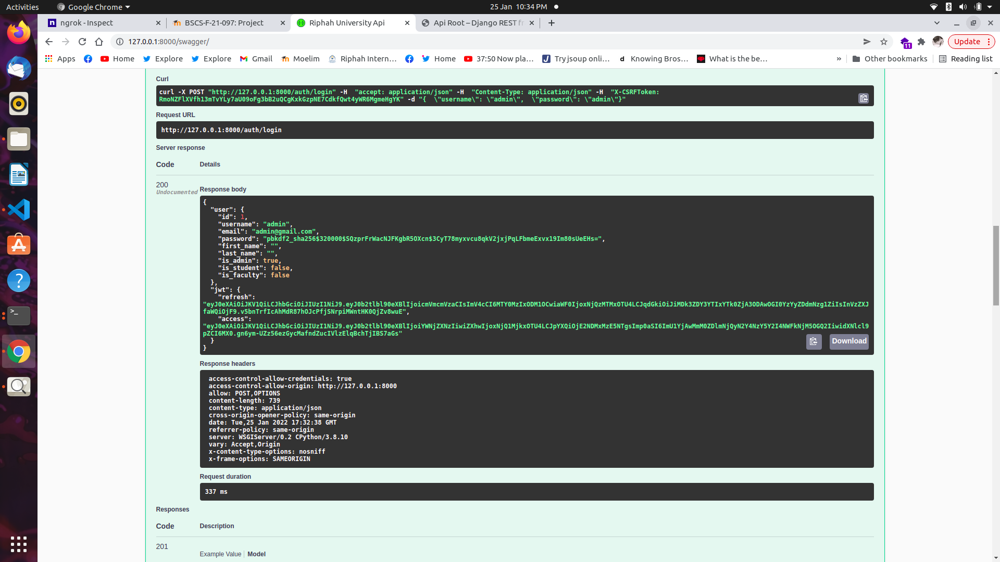 Activities
Google Chrome
25 Jan 10:34 PM
ngrok - Inspect
BSCS-F-21-097: Project
Riphah University Api
Api Root – Django REST fr
127.0.0.1:8000/swagger/
Update
11
Apps
Home
Explore
Explore
Gmail
Moelim
Riphah Intern…
Home
37:50 Now pla…
Try jsoup onli…
Knowing Bros…
What is the be…
»
Other bookmarks
Reading list
Curl
curl -X POST "http://127.0.0.1:8000/auth/login" -H  "accept: application/json" -H  "Content-Type: application/json" -H  "X-CSRFToken:
RmoNZFlXVfh13mTvYLy7aU09oFg3bB2uQCgKxkGzpNE7CdkfQwt4yWR6MgmeHgYK" -d "{  \"username\": \"admin\",  \"password\": \"admin\"}"
Request URL
http://127.0.0.1:8000/auth/login
Server response
Code
Details
200
Undocumented
Response body
{
"user": {
"id": 1,
"username": "admin",
"email": "admin@gmail.com",
"password": "pbkdf2_sha256$320000$SQzprFrWacNJFKgbR5OXcn$3CyT78myxvcu8qkV2jxjPqLFbmeExvx19Im80sUeEHs=",
"first_name": "",
"last_name": "",
"is_admin": true,
"is_student": false,
"is_faculty": false
},
"jwt": {
"refresh":
"eyJ0eXAiOiJKV1QiLCJhbGciOiJIUzI1NiJ9.eyJ0b2tlbl90eXBlIjoicmVmcmVzaCIsImV4cCI6MTY0MzIxODM1OCwiaWF0IjoxNjQzMTMxOTU4LCJqdGkiOiJiMDk3ZDY3YTIxYTk0ZjA3ODAwOGI0YzYyZDdmNzg1ZiIsInVzZXJ
faWQiOjF9.v5bnTrfIcAhMdR87hOJcPfjSNrpiMWntHK0QjZv8wuE",
"access":
"eyJ0eXAiOiJKV1QiLCJhbGciOiJIUzI1NiJ9.eyJ0b2tlbl90eXBlIjoiYWNjZXNzIiwiZXhwIjoxNjQ1MjkxOTU4LCJpYXQiOjE2NDMxMzE5NTgsImp0aSI6ImU1YjAwMmM0ZDlmNjQyN2Y4NzY5Y2I4NWFkNjM5OGQ2IiwidXNlcl9
pZCI6MX0.gn6ym-UZz56ezGycMafndZucIVlzElqBchTjIBS7aGs"
}
}
Download
Response headers
access-control-allow-credentials: true
access-control-allow-origin: http://127.0.0.1:8000
allow: POST,OPTIONS
content-length: 739
content-type: application/json
cross-origin-opener-policy: same-origin
date: Tue,25 Jan 2022 17:32:38 GMT
referrer-policy: same-origin
server: WSGIServer/0.2 CPython/3.8.10
vary: Accept,Origin
x-content-type-options: nosniff
x-frame-options: SAMEORIGIN
Request duration
337 ms
Responses
Code
Description
201
Example Value
Model